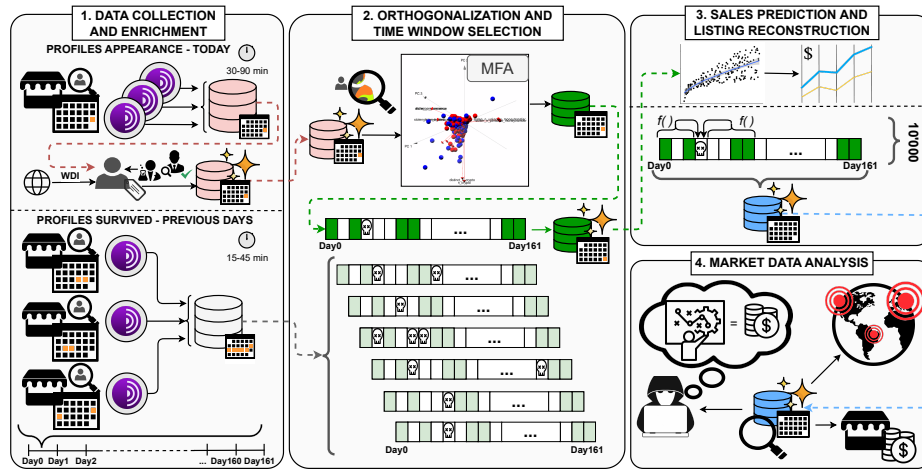 1. DATA COLLECTION
AND ENRICHMENT
PROFILES APPEARANCE - TODAY
30-90 min
WDI
PROFILES SURVIVED - PREVIOUS DAYS
15-45 min
Day0 Day1 Day2 ... Day160 Day161
2. ORTHOGONALIZATION AND
TIME WINDOW SELECTION
MFA
...
Day0 Day161
...
...
...
...
...
...
Day0 Day161
3. SALES PREDICTION AND
LISTING RECONSTRUCTION
$
f() f()
...
Day0 Day161
10'000
4. MARKET DATA ANALYSIS
= $
$